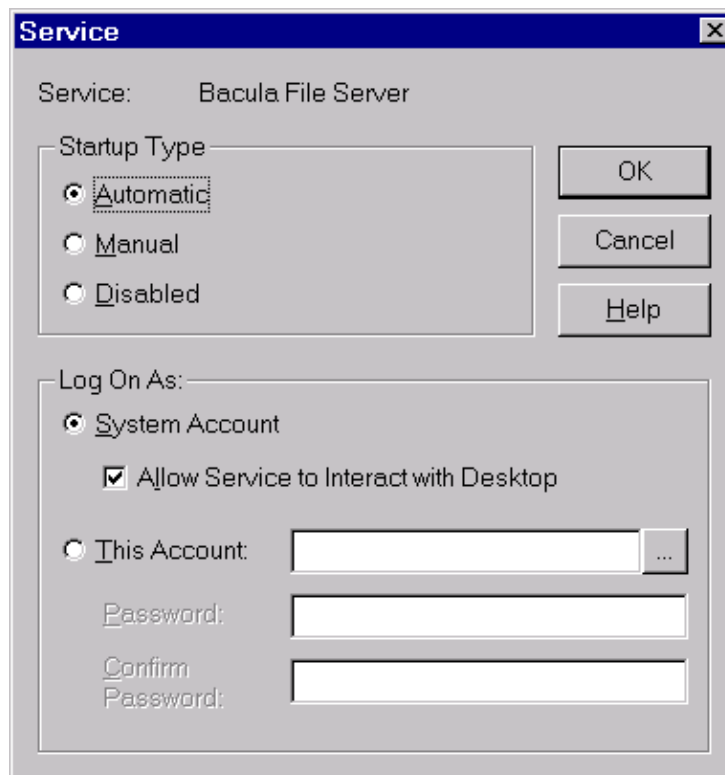 Service
Service: Bacula File Server
Startup Type
Automatic
Manual
Disabled
OK
Cancel
Help
Log On As:
System Account
Allow Service to Interact with Desktop
This Account:
...
Password:
Confirm
Password: